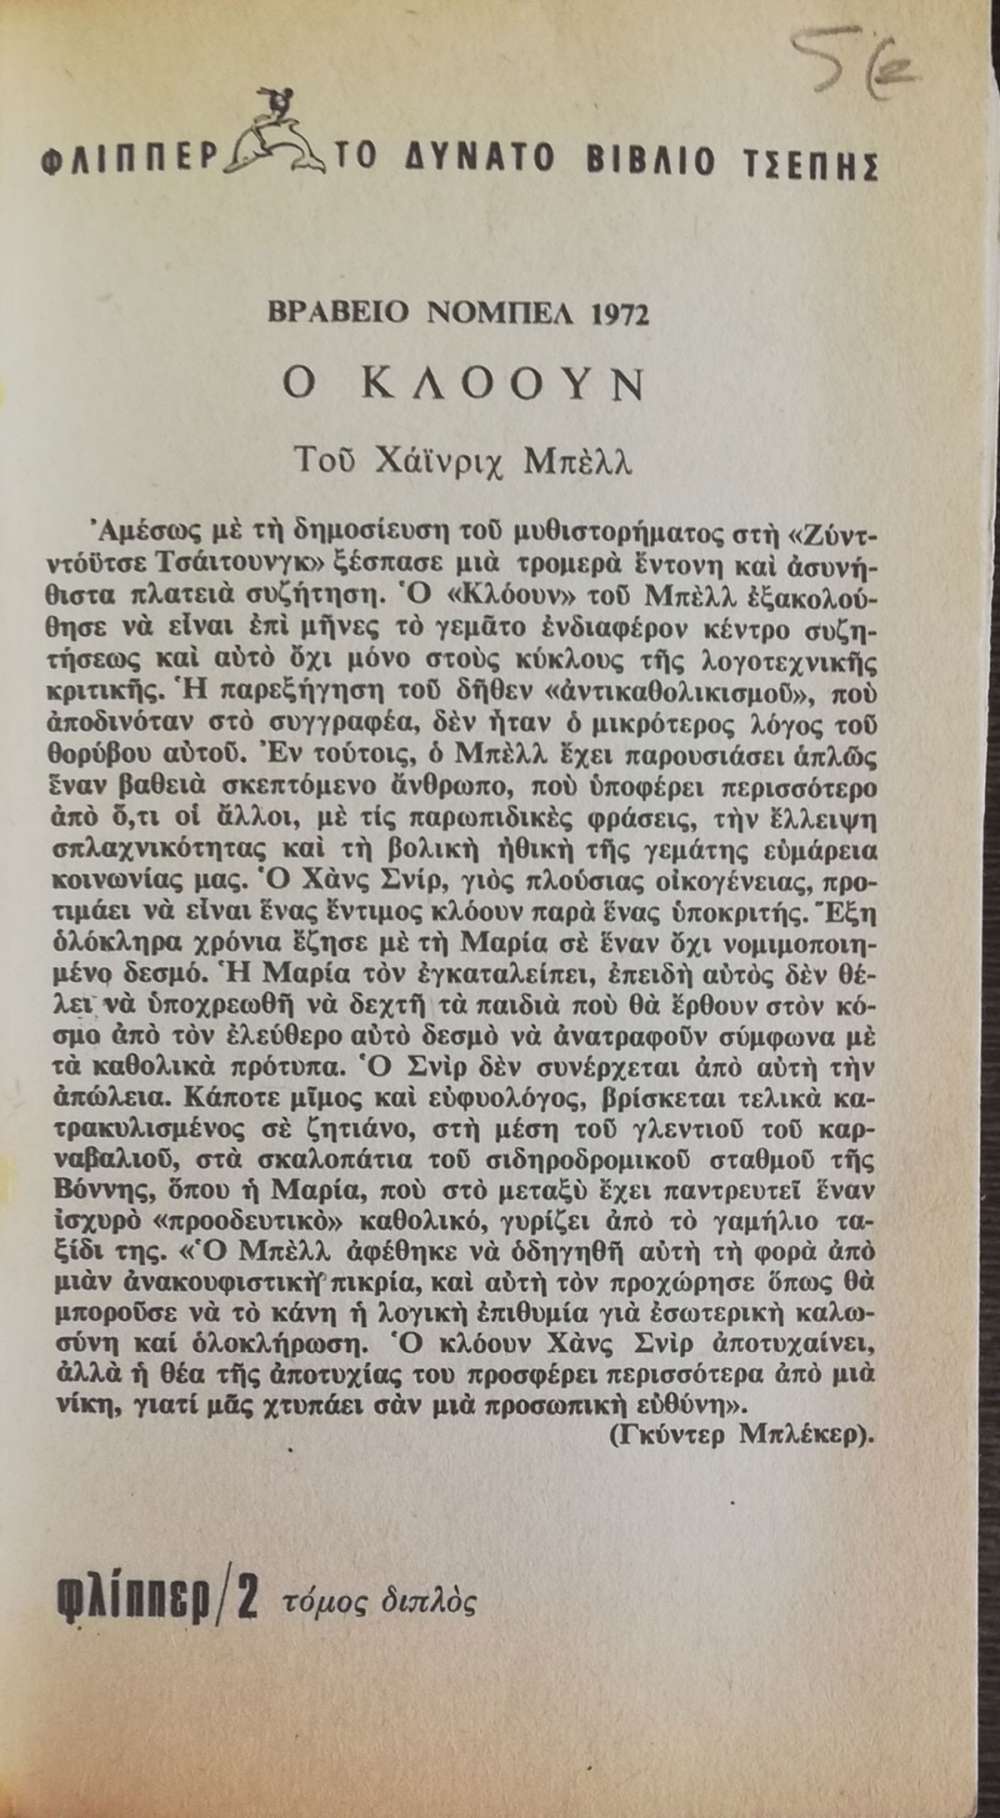 5€
ΦΛΙΠΠΕΡ ΤΟ ΔΥΝΑΤΟ ΒΙΒΛΙΟ ΤΣΕΠΗΣ
ΒΡΑΒΕΙΟ ΝΟΜΠΕΛ 1972
Ο ΚΛΟΟΥΝ
Τοῦ Χάϊνριχ Μπὲλλ
Ἀμέσως μὲ τὴ δημοσίευση τοῦ μυθιστορήματος στὴ «Ζύντ-
ντόϋτσε Τσάιτουνγκ» ξέσπασε μιὰ τρομερὰ ἔντονη καὶ ἀσυνή-
θιστα πλατειὰ συζήτηση. Ὁ «Κλόουν» τοῦ Μπὲλλ ἐξακολού-
θησε νὰ εἶναι ἐπὶ μῆνες τὸ γεμᾶτο ἐνδιαφέρον κέντρο συζη-
τήσεως καὶ αὐτὸ ὄχι μόνο στοὺς κύκλους τῆς λογοτεχνικῆς
κριτικῆς. Ἡ παρεξήγηση τοῦ δῆθεν «ἀντικαθολικισμοῦ», ποὺ
ἀποδινόταν στὸ συγγραφέα, δὲν ἦταν ὁ μικρότερος λόγος τοῦ
θορύβου αὐτοῦ. Ἐν τούτοις, ὁ Μπὲλλ ἔχει παρουσιάσει ἁπλῶς
ἕναν βαθειὰ σκεπτόμενο ἄνθρωπο, ποὺ ὑποφέρει περισσότερο
ἀπὸ ὅ,τι οἱ ἄλλοι, μὲ τίς παρωπιδικὲς φράσεις, τὴν ἔλλειψη
σπλαχνικότητας καὶ τὴ βολικὴ ἠθικὴ τῆς γεμάτης εὐμάρεια
κοινωνίας μας. Ὁ Χὰνς Σνίρ, γιὸς πλούσιας οἰκογένειας, προ-
τιμάει νὰ εἶναι ἕνας ἔντιμος κλόουν παρὰ ἕνας ὑποκριτής. Ἕξη
ὁλόκληρα χρόνια ἔζησε μὲ τὴ Μαρία σὲ ἕναν ὄχι νομιμοποιη-
μένο δεσμό. Ἡ Μαρία τὸν ἐγκαταλείπει, ἐπειδὴ αὐτὸς δὲν θέ-
λει νὰ ὑποχρεωθῆ νὰ δεχτῆ τὰ παιδιὰ ποὺ θὰ ἔρθουν στὸν κό-
σμο ἀπὸ τὸν ἐλεύθερο αὐτὸ δεσμὸ νὰ ἀνατραφοῦν σύμφωνα μὲ
τὰ καθολικὰ πρότυπα. Ὁ Σνὶρ δὲν συνέρχεται ἀπὸ αὐτὴ τὴν
ἀπώλεια. Κάποτε μῖμος καὶ εὐφυολόγος, βρίσκεται τελικὰ κα-
τρακυλισμένος σὲ ζητιάνο, στὴ μέση τοῦ γλεντιοῦ τοῦ καρ-
ναβαλιοῦ, στὰ σκαλοπάτια τοῦ σιδηροδρομικοῦ σταθμοῦ τῆς
Βόννης, ὅπου ἡ Μαρία, ποὺ στὸ μεταξὺ ἔχει παντρευτεῖ ἕναν
ἰσχυρὸ «προοδευτικὸ» καθολικό, γυρίζει ἀπὸ τὸ γαμήλιο τα-
ξίδι της. «Ὁ Μπὲλλ ἀφέθηκε νὰ ὁδηγηθῆ αὐτὴ τὴ φορὰ ἀπὸ
μιὰν ἀνακουφιστικὴ πικρία, καὶ αὐτὴ τὸν προχώρησε ὅπως θὰ
μποροῦσε νὰ τὸ κάνη ἡ λογικὴ ἐπιθυμία γιὰ ἐσωτερικὴ καλω-
σύνη καί ὁλοκλήρωση. Ὁ κλόουν Χὰνς Σνὶρ ἀποτυχαίνει,
ἀλλὰ ἡ θέα τῆς ἀποτυχίας του προσφέρει περισσότερα ἀπὸ μιὰ
νίκη, γιατί μᾶς χτυπάει σὰν μιὰ προσωπικὴ εὐθύνη».
(Γκύντερ Μπλέκερ).
φλίππερ/2 τόμος διπλὸς